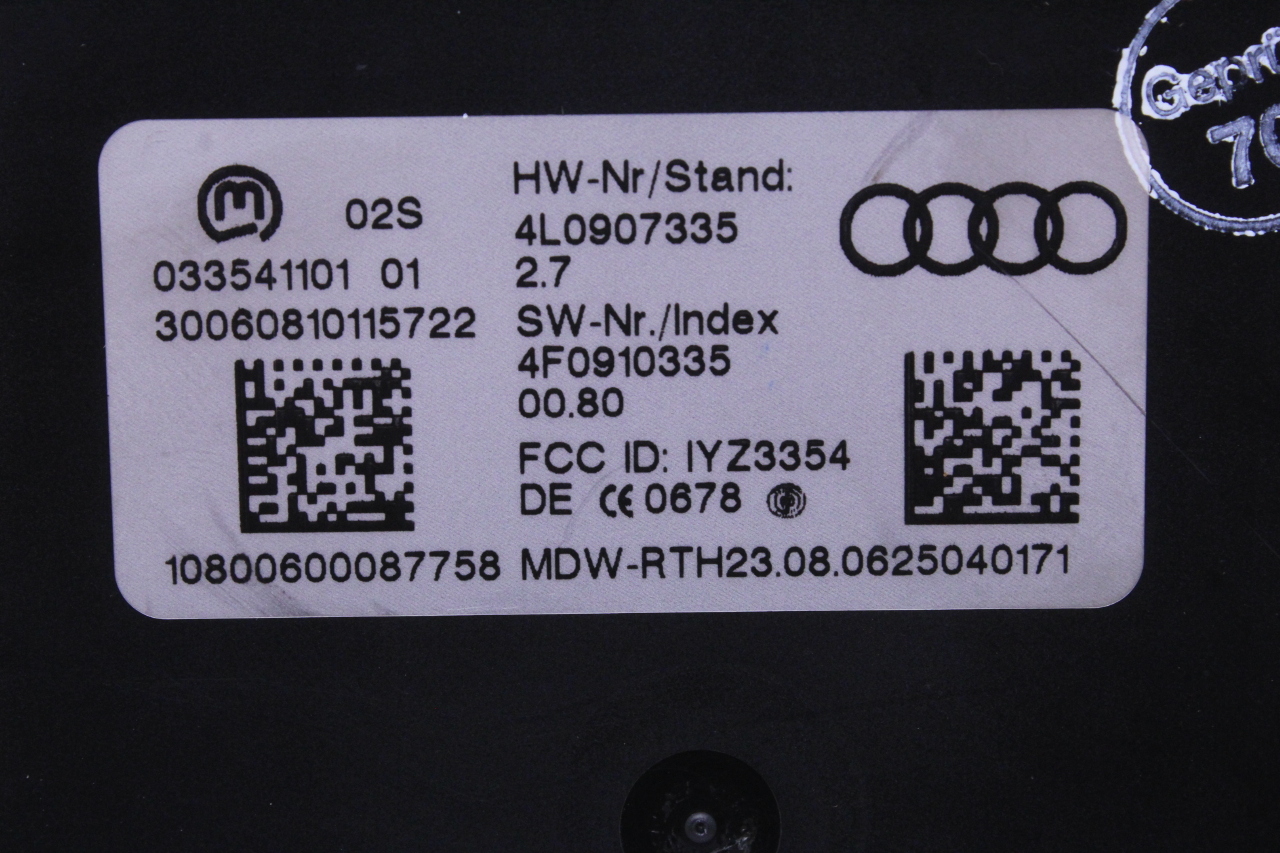 02S
033541101 01
30060810115722
HW-Nr/Stand:
4L0907335
2.7
SW-Nr./Index
4F0910335
00.80
FCC ID: IYZ3354
DE CE 0678
10800600087758 MDW-RTH23.08.0625040171
70